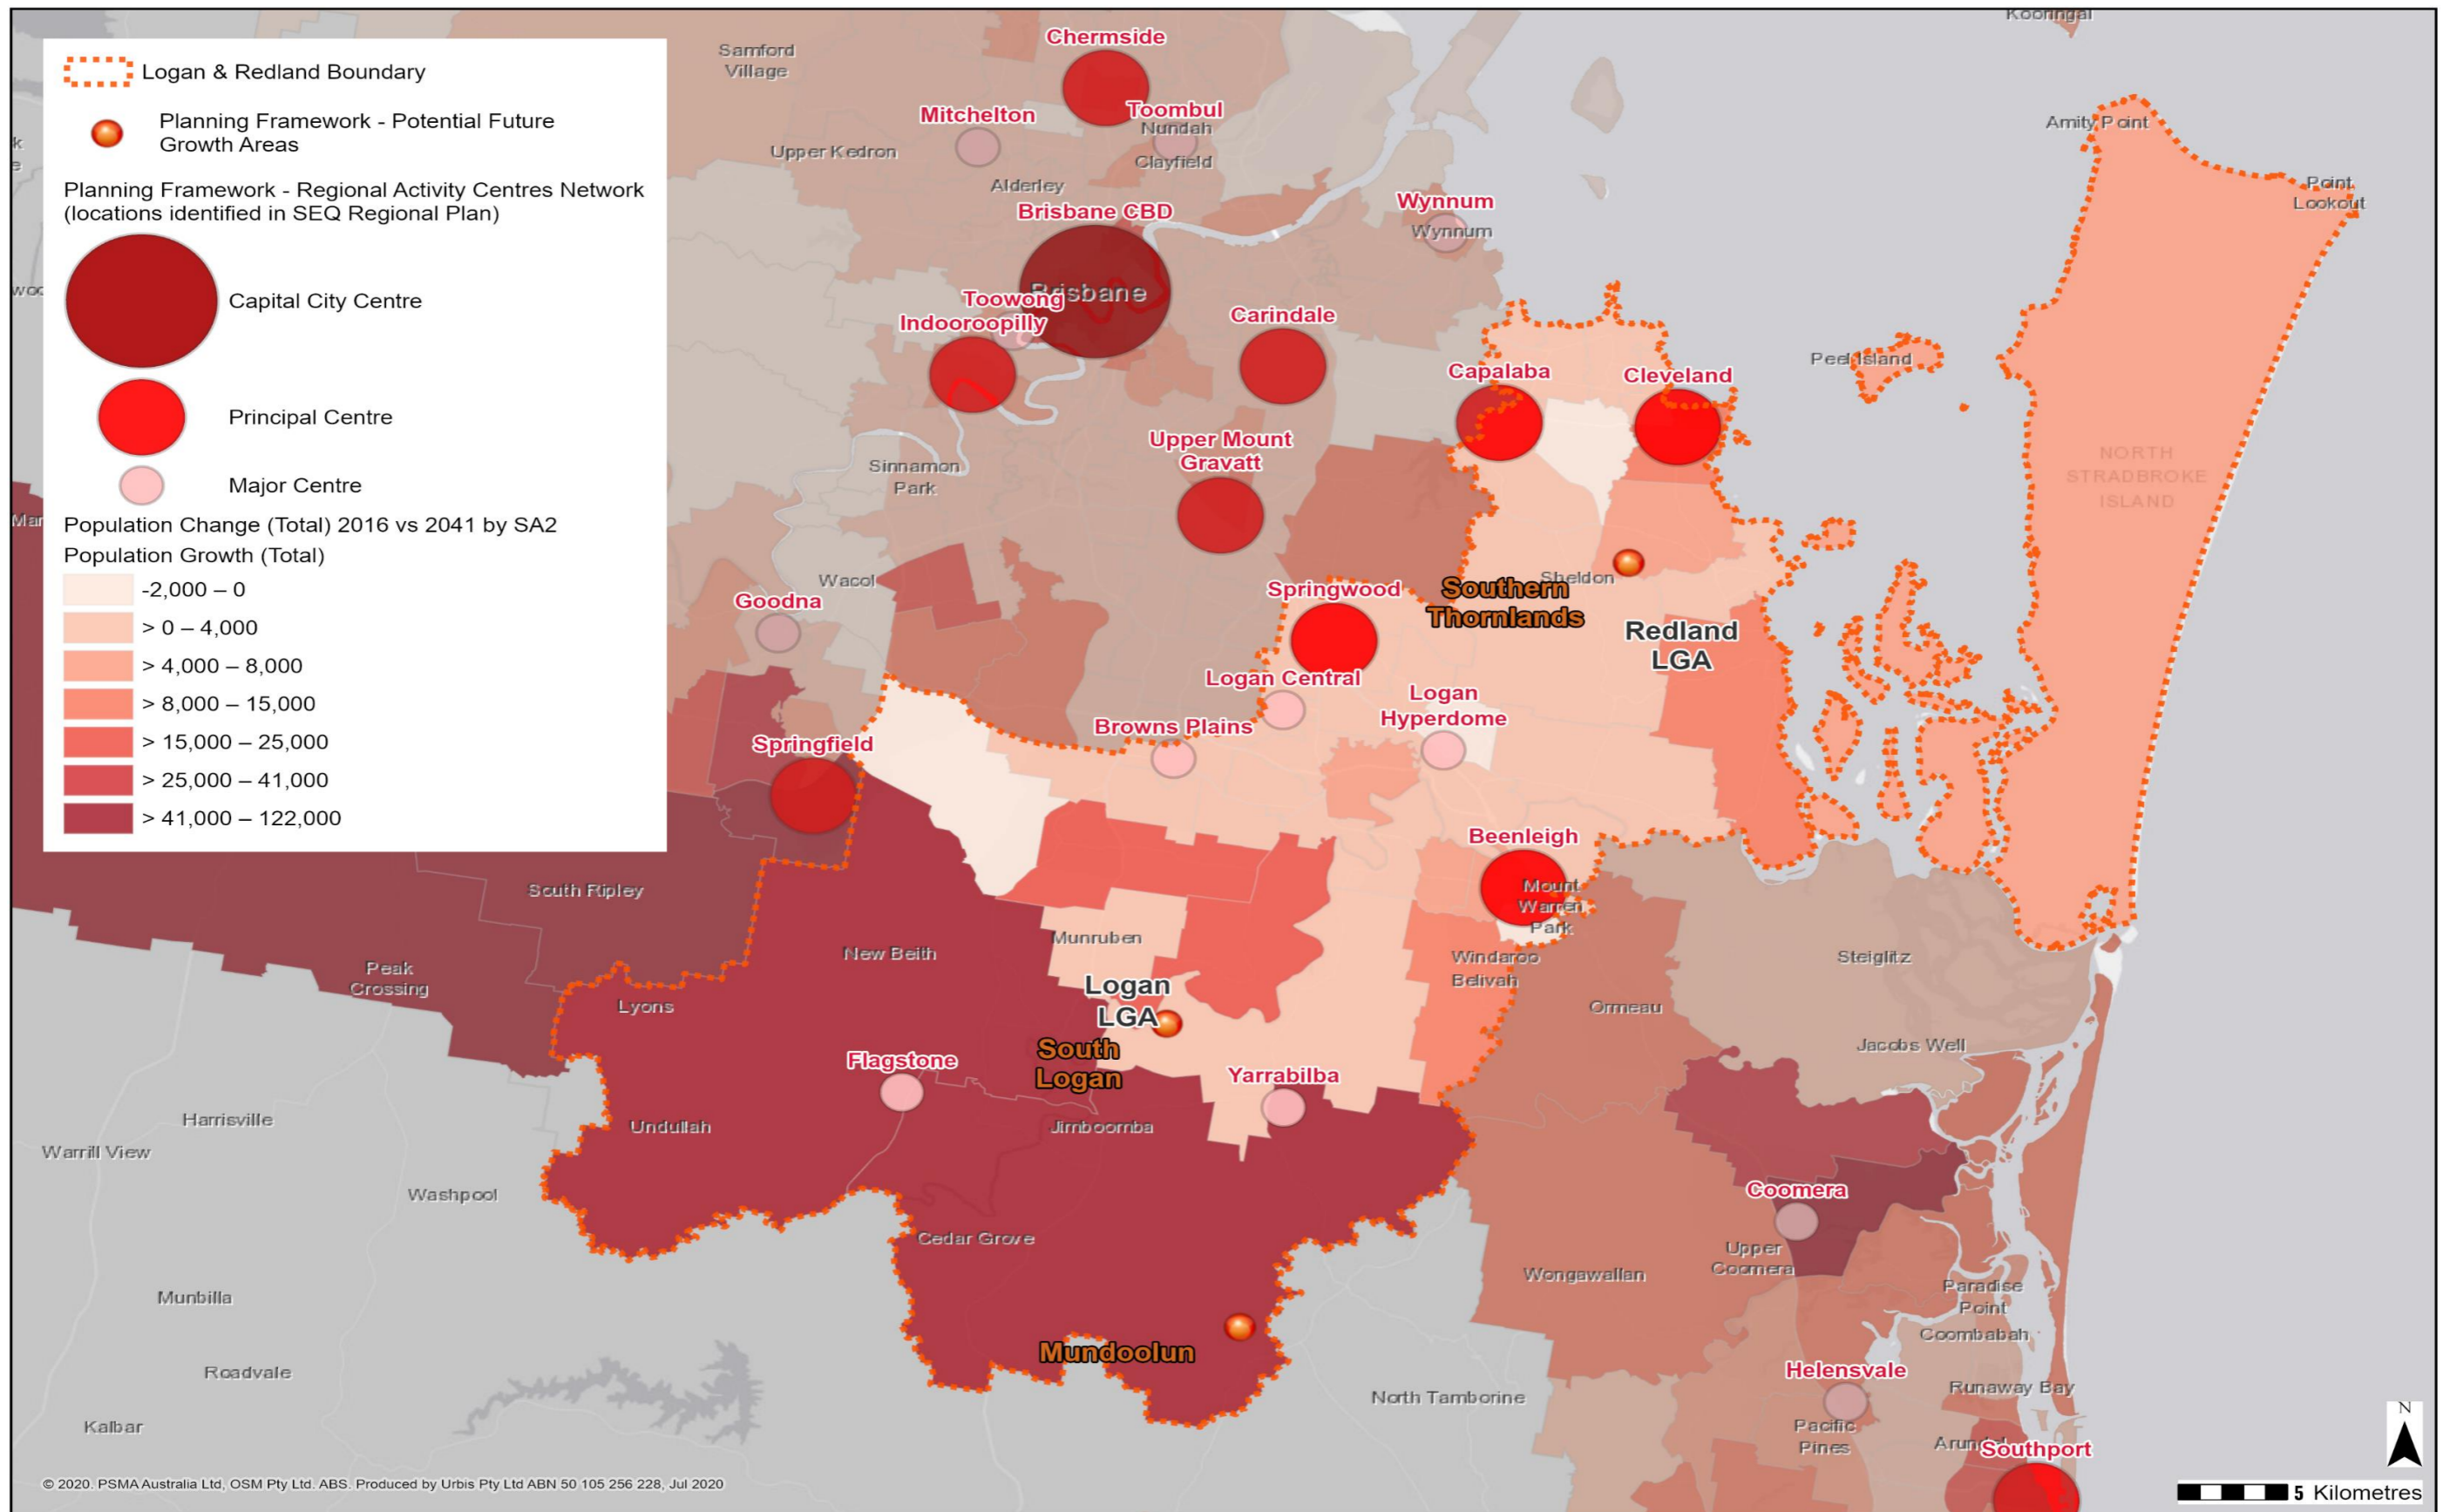 Logan & Redland Boundary
Planning Framework - Potential Future
Growth Areas
Planning Framework - Regional Activity Centres Network
(locations identified in SEQ Regional Plan)
Capital City Centre
Principal Centre
Major Centre
Population Change (Total) 2016 vs 2041 by SA2
Population Growth (Total)
-2,000 – 0
> 0 – 4,000
> 4,000 – 8,000
> 8,000 – 15,000
> 15,000 – 25,000
> 25,000 – 41,000
> 41,000 – 122,000
Kooringal
Samford
Village
Chermside
Mitchelton
Toombul
Nundah
Clayfield
Upper Kedron
Alderley
Amity Point
Point
Lookout
Brisbane CBD
Brisbane
Wynnum
Wynnum
Toowong
Indooroopilly
Carindale
Capalaba
Cleveland
Peel Island
NORTH
STRADBROKE
ISLAND
Upper Mount
Gravatt
Sinnamon
Park
Wacol
Goodna
Springwood
Sheldon
Southern
Thornlands
Redland
LGA
Logan Central
Logan
Hyperdome
Browns Plains
Springfield
Beenleigh
Mount
Warren
Park
South Ripley
New Beith
Munruben
Windaroo
Belivah
Steiglitz
Peak
Crossing
Lyons
Logan
LGA
Ormeau
South
Logan
Jacobs Well
Flagstone
Yarrabilba
Harrisville
Undullah
Jimboomba
Warrill View
Washpool
Coomera
Cedar Grove
Upper
Coomera
Wongawallan
Munbilla
Paradise
Point
Coombabah
Mundoolun
Roadvale
Helensvale
North Tamborine
Runaway Bay
Kalbar
Pacific
Pines
Southport
N
© 2020. PSMA Australia Ltd, OSM Pty Ltd. ABS. Produced by Urbis Pty Ltd ABN 50 105 256 228, Jul 2020
5 Kilometres